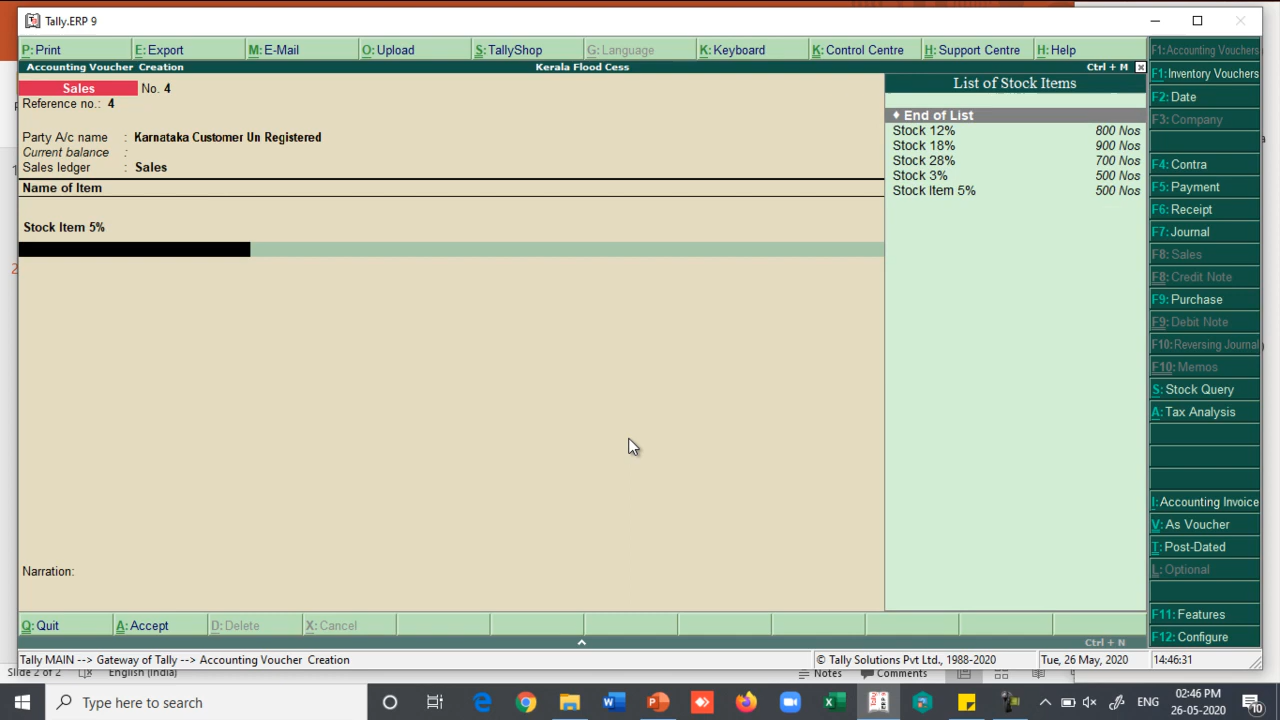 Tally.ERP 9
P: Print E: Export M: E-Mail O: Upload S: TallyShop G: Language K: Keyboard K: Control Centre H: Support Centre H: Help
Accounting Voucher Creation Kerala Flood Cess Ctrl + M
Sales No. 4
Reference no.: 4
Party A/c name : Karnataka Customer Un Registered
Current balance :
Sales ledger : Sales
Name of Item
Stock Item 5%
Narration:
List of Stock Items
End of List
Stock 12% 800 Nos
Stock 18% 900 Nos
Stock 28% 700 Nos
Stock 3% 500 Nos
Stock Item 5% 500 Nos
F1: Accounting Vouchers
F1: Inventory Vouchers
F2: Date
F3: Company
F4: Contra
F5: Payment
F6: Receipt
F7: Journal
F8: Sales
F8: Credit Note
F9: Purchase
F9: Debit Note
F10: Reversing Journal
F10: Memos
S: Stock Query
A: Tax Analysis
I: Accounting Invoice
V: As Voucher
T: Post-Dated
L: Optional
F11: Features
F12: Configure
Q: Quit A: Accept D: Delete X: Cancel
Ctrl + N
Tally MAIN --> Gateway of Tally --> Accounting Voucher Creation © Tally Solutions Pvt Ltd., 1988-2020 Tue, 26 May, 2020 14:46:31
Slide 2 of 2 English (India) Notes Comments
Type here to search ENG 02:46 PM
26-05-2020 10